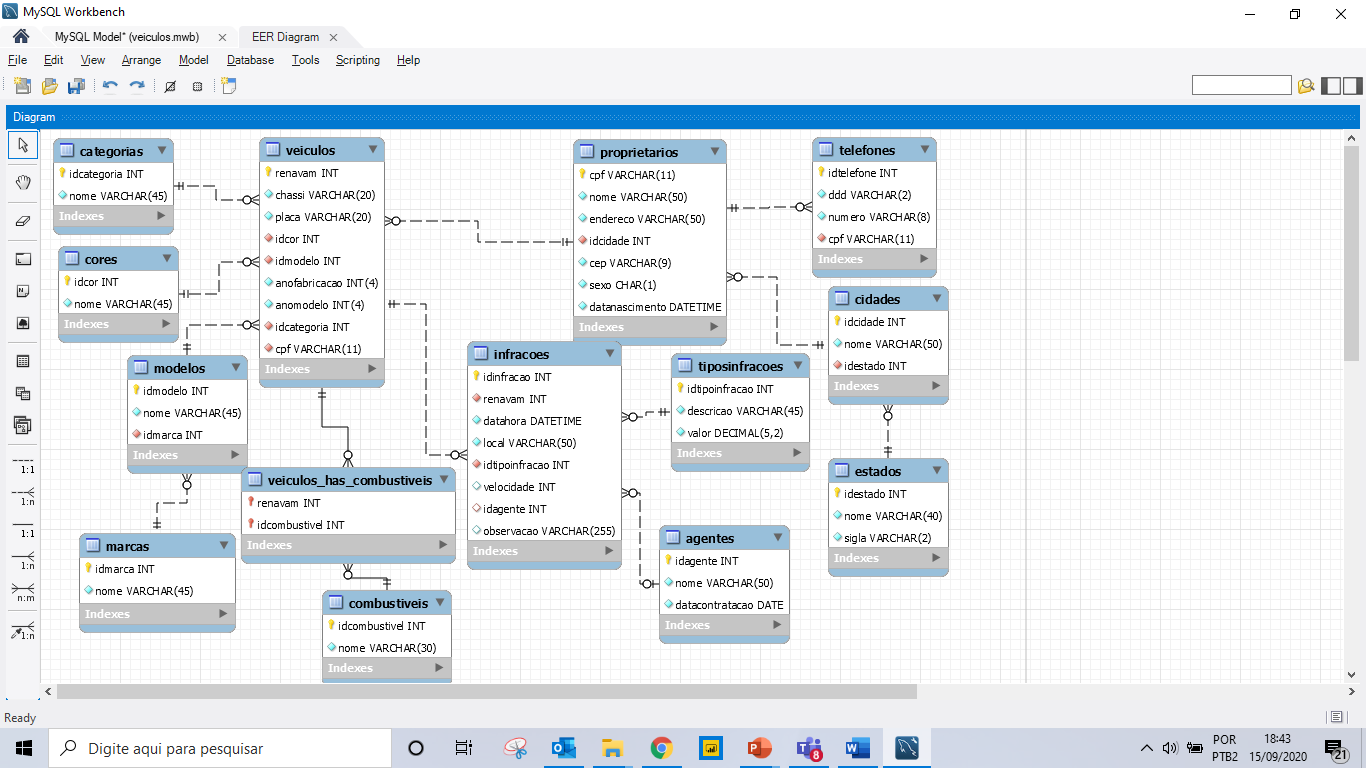 MySQL Workbench
MySQL Model* (veiculos.mwb)
EER Diagram
File Edit View Arrange Model Database Tools Scripting Help
Diagram
1:1
1:n
1:1
1:n
n:m
1:n
categorias
idcategoria INT
nome VARCHAR(45)
Indexes
cores
idcor INT
nome VARCHAR(45)
Indexes
modelos
idmodelo INT
nome VARCHAR(45)
idmarca INT
Indexes
marcas
idmarca INT
nome VARCHAR(45)
Indexes
veiculos
renavam INT
chassi VARCHAR(20)
placa VARCHAR(20)
idcor INT
idmodelo INT
anofabricacao INT(4)
anomodelo INT(4)
idcategoria INT
cpf VARCHAR(11)
Indexes
veiculos_has_combustiveis
renavam INT
idcombustivel INT
Indexes
combustiveis
idcombustivel INT
nome VARCHAR(30)
Indexes
proprietarios
cpf VARCHAR(11)
nome VARCHAR(50)
endereco VARCHAR(50)
idcidade INT
cep VARCHAR(9)
sexo CHAR(1)
datanascimento DATETIME
Indexes
infracoes
idinfracao INT
renavam INT
datahora DATETIME
local VARCHAR(50)
idtipoinfracao INT
velocidade INT
idagente INT
observacao VARCHAR(255)
Indexes
tiposinfracoes
idtipoinfracao INT
descricao VARCHAR(45)
valor DECIMAL(5,2)
Indexes
agentes
idagente INT
nome VARCHAR(50)
datacontratacao DATE
Indexes
telefones
idtelefone INT
ddd VARCHAR(2)
numero VARCHAR(8)
cpf VARCHAR(11)
Indexes
cidades
idcidade INT
nome VARCHAR(50)
idestado INT
Indexes
estados
idestado INT
nome VARCHAR(40)
sigla VARCHAR(2)
Indexes
Ready
Digite aqui para pesquisar
8
POR
PTB2
18:43
15/09/2020
21